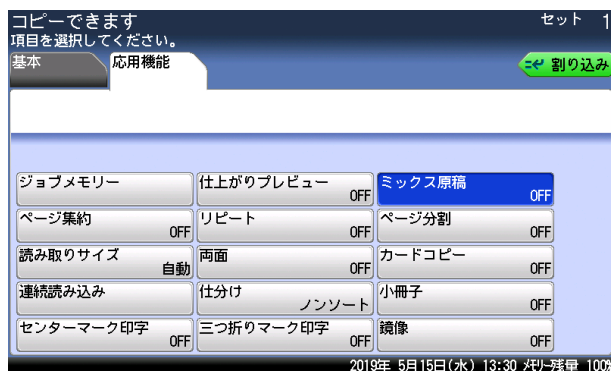 コピーできます
セット 1
項目を選択してください。
基本
応用機能
割り込み
ジョブメモリー
仕上がりプレビュー
OFF
ミックス原稿
OFF
ページ集約
OFF
リピート
OFF
ページ分割
OFF
読み取りサイズ
自動
両面
OFF
カードコピー
OFF
連続読み込み
仕分け
ノンソート
小冊子
OFF
センターマーク印字
OFF
三つ折りマーク印字
OFF
鏡像
OFF
2019年 5月15日(水) 13:30 ﾒﾓﾘｰ残量 100%